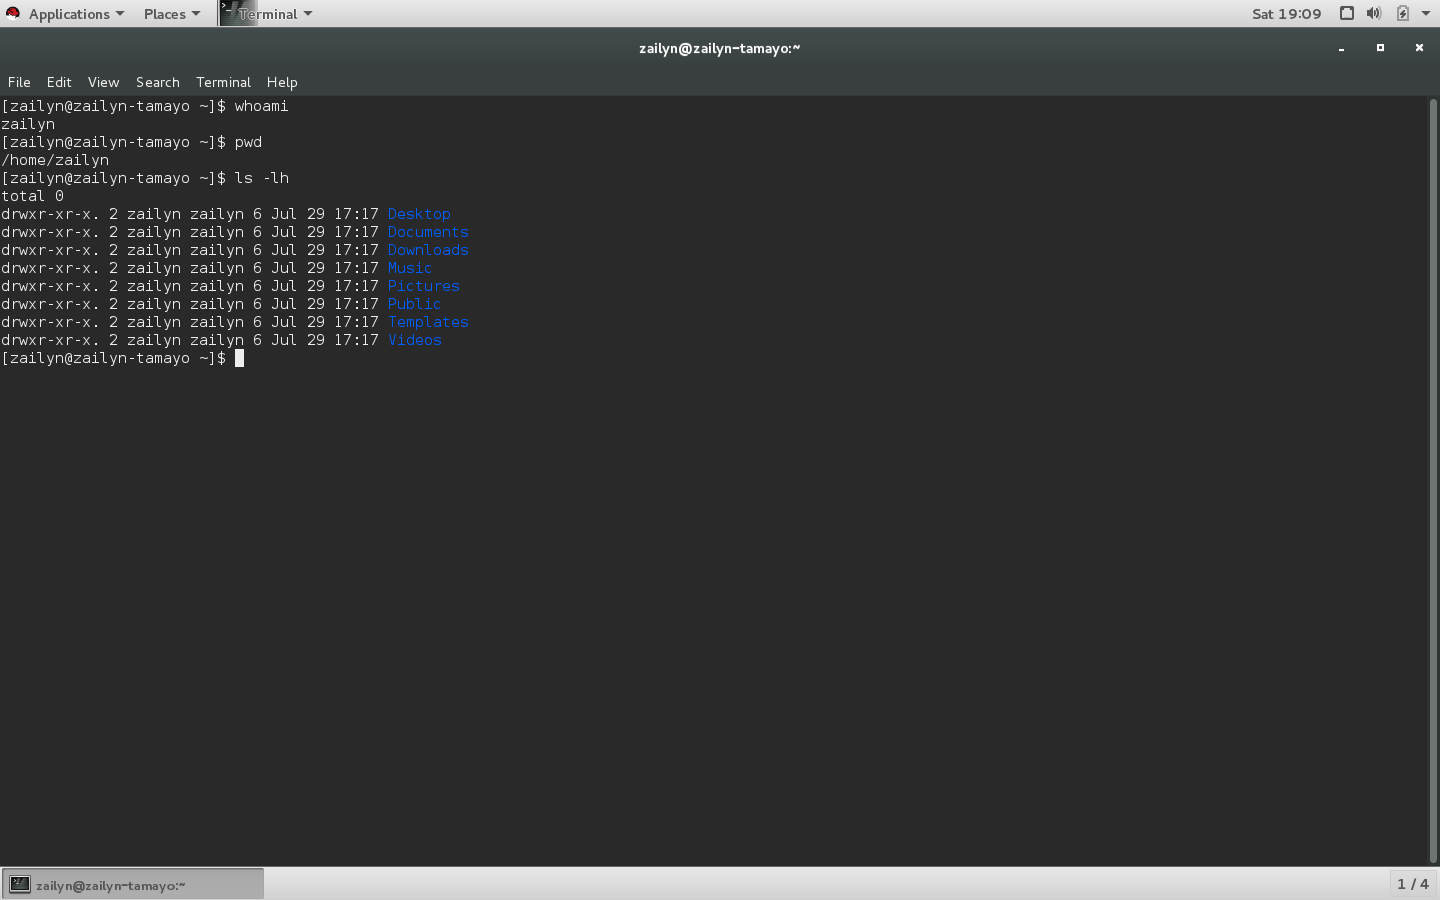 Applications Places Terminal Sat 19:09
zailyn@zailyn-tamayo:~
File Edit View Search Terminal Help
[zailyn@zailyn-tamayo ~]$ whoami
zailyn
[zailyn@zailyn-tamayo ~]$ pwd
/home/zailyn
[zailyn@zailyn-tamayo ~]$ ls -lh
total 0
drwxr-xr-x. 2 zailyn zailyn 6 Jul 29 17:17 Desktop
drwxr-xr-x. 2 zailyn zailyn 6 Jul 29 17:17 Documents
drwxr-xr-x. 2 zailyn zailyn 6 Jul 29 17:17 Downloads
drwxr-xr-x. 2 zailyn zailyn 6 Jul 29 17:17 Music
drwxr-xr-x. 2 zailyn zailyn 6 Jul 29 17:17 Pictures
drwxr-xr-x. 2 zailyn zailyn 6 Jul 29 17:17 Public
drwxr-xr-x. 2 zailyn zailyn 6 Jul 29 17:17 Templates
drwxr-xr-x. 2 zailyn zailyn 6 Jul 29 17:17 Videos
[zailyn@zailyn-tamayo ~]$
zailyn@zailyn-tamayo:~ 1 / 4